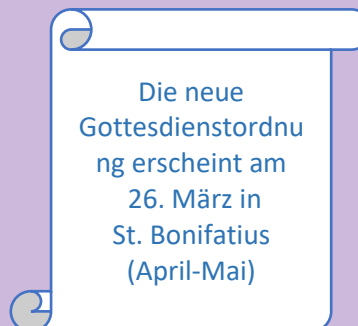 Die neue
Gottesdienstordnu
ng erscheint am
26. März in
St. Bonifatius
(April-Mai)